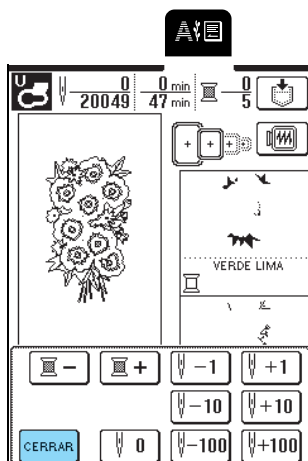 A
U 0 0 min 0
20049 47 min 5
VERDE LIMA
- + -1 +1
-10 +10
CERRAR 0 -100 +100